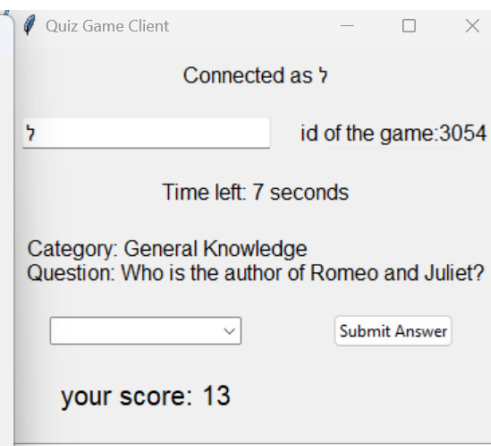 Quiz Game Client
Connected as ל
ל
id of the game:3054
Time left: 7 seconds
Category: General Knowledge
Question: Who is the author of Romeo and Juliet?
Submit Answer
your score: 13